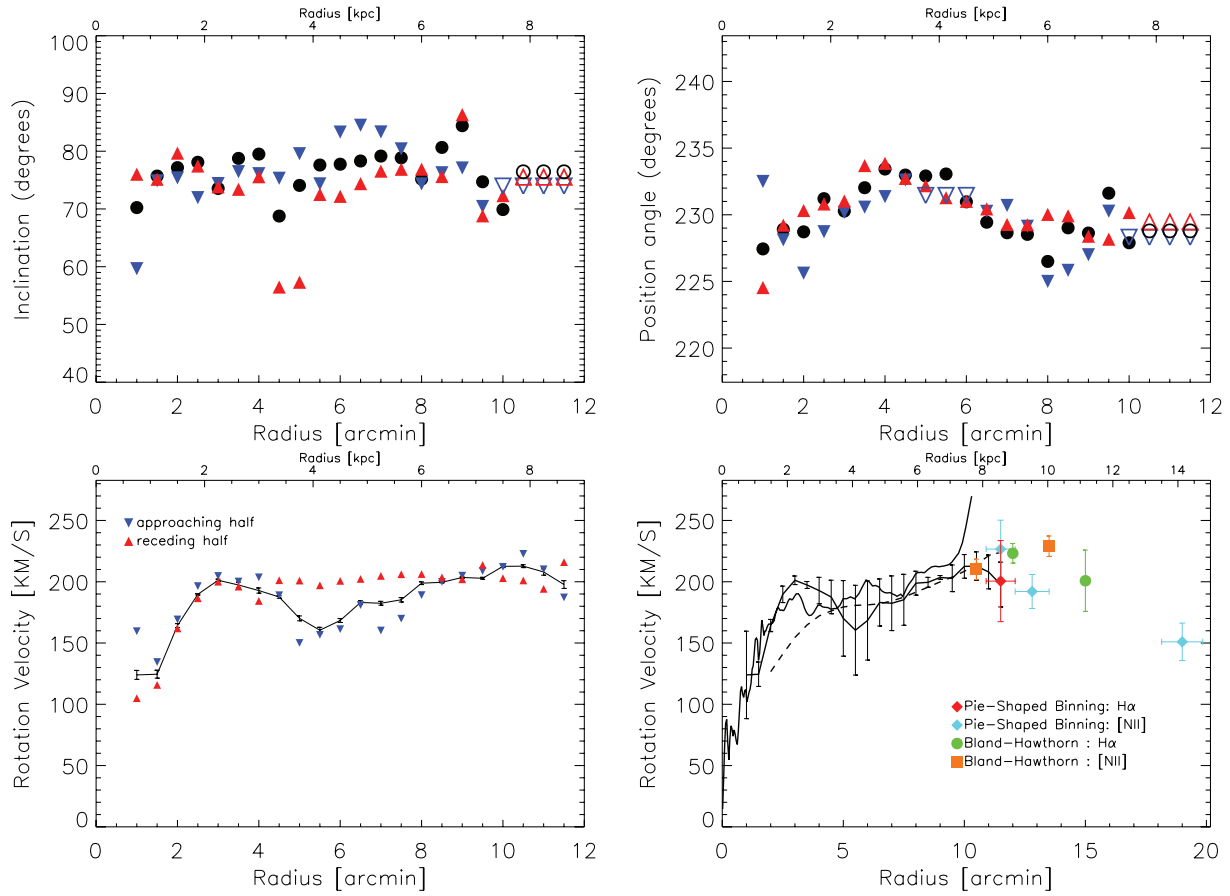 Radius [kpc]
0 2 4 6 8
100
90
80
70
60
50
40
Inclination (degrees)
0 2 4 6 8 10 12
Radius [arcmin]
Radius [kpc]
0 2 4 6 8
240
235
230
225
220
Position angle (degrees)
0 2 4 6 8 10 12
Radius [arcmin]
Radius [kpc]
0 2 4 6 8
250
200
150
100
50
0
Rotation Velocity [KM/S]
approaching half
receding half
0 2 4 6 8 10 12
Radius [arcmin]
Radius [kpc]
0 2 4 6 8 10 12 14
250
200
150
100
50
0
Rotation Velocity [KM/S]
Pie-Shaped Binning: Hα
Pie-Shaped Binning: [NII]
Bland-Hawthorn : Hα
Bland-Hawthorn : [NII]
0 5 10 15 20
Radius [arcmin]